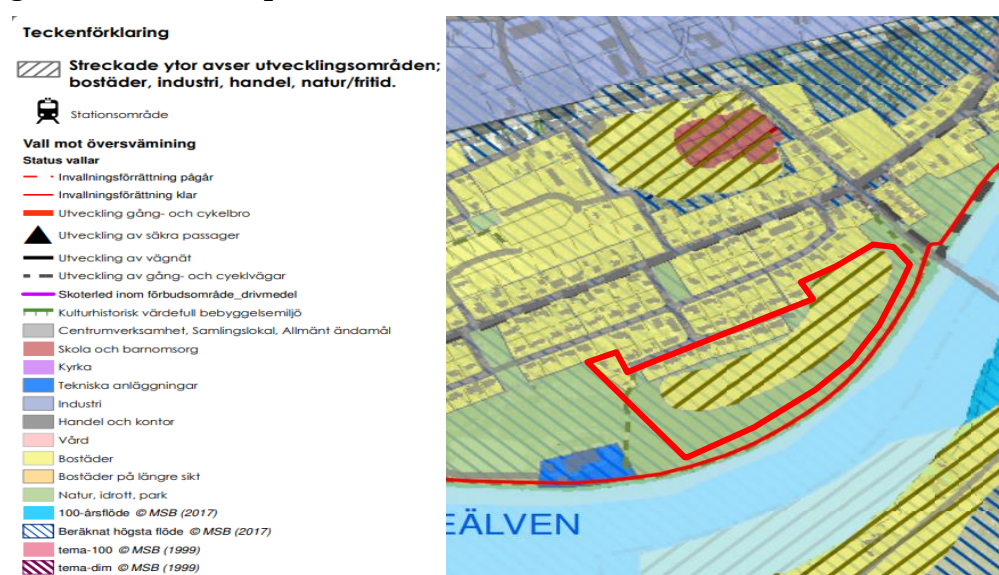 Teckenförklaring
Streckade ytor avser utvecklingsområden;
bostäder, industri, handel, natur/fritid.
Stationsområde
Vall mot översvämining
Status vallar
Invallningsförrättning pågår
Invallningsförrättning klar
Utveckling gång- och cykelbro
Utveckling av säkra passager
Utveckling av vägnät
Utveckling av gång- och cyeklvägar
Skoterled inom förbudsområde_drivmedel
Kulturhistorisk värdefull bebyggelsemiljö
Centrumverksamhet, Samlingslokal, Allmänt ändamål
Skola och barnomsorg
Kyrka
Tekniska anläggningar
Industri
Handel och kontor
Vård
Bostäder
Bostäder på längre sikt
Natur, idrott, park
100-årsflöde © MSB (2017)
Beräknat högsta flöde © MSB (2017)
tema-100 © MSB (1999)
tema-dim © MSB (1999)
EÄLVEN